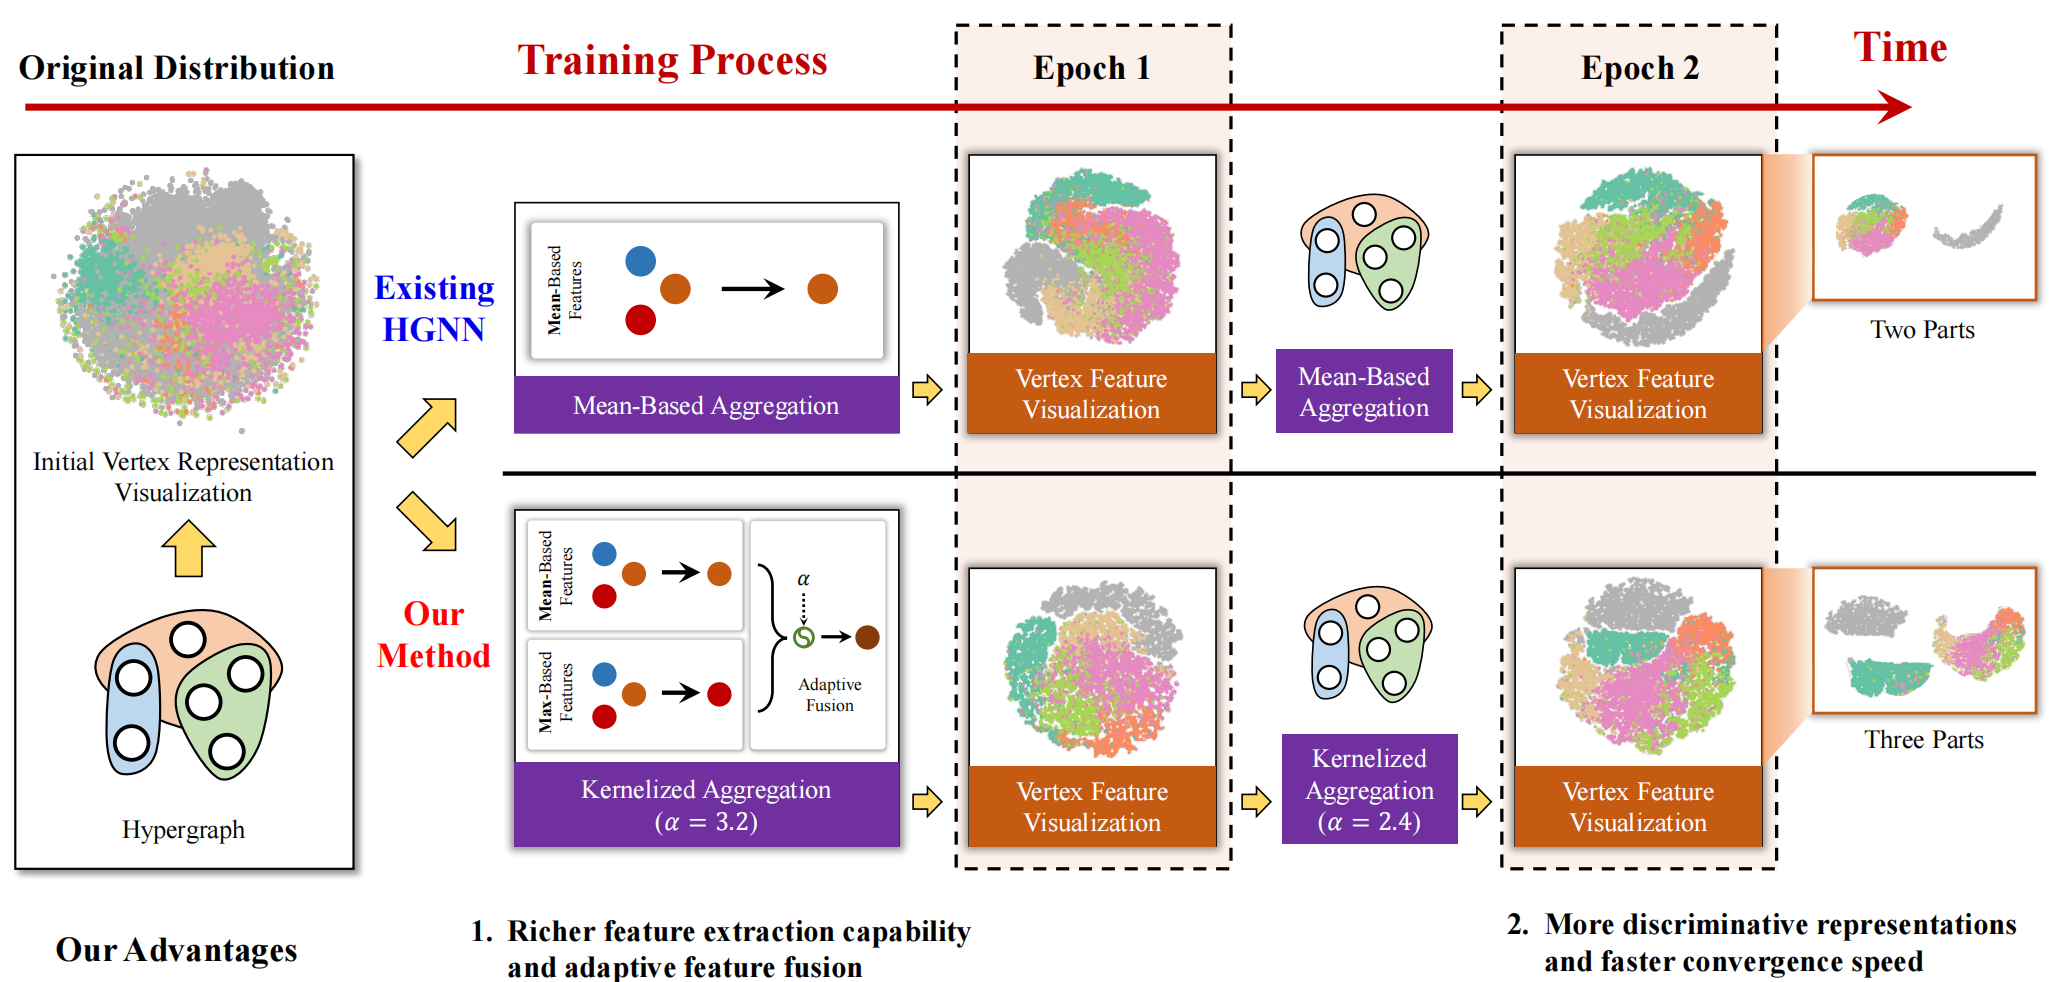 Original Distribution
Training Process
Epoch 1
Epoch 2
Time
Initial Vertex Representation
Visualization
Hypergraph
Existing
HGNN
Mean-Based
Features
Mean-Based Aggregation
Vertex Feature
Visualization
Mean-Based
Aggregation
Vertex Feature
Visualization
Two Parts
Our
Method
Mean-Based
Features
Max-Based
Features
α
Adaptive
Fusion
Kernelized Aggregation
(α = 3.2)
Vertex Feature
Visualization
Kernelized
Aggregation
(α = 2.4)
Vertex Feature
Visualization
Three Parts
Our Advantages
1. Richer feature extraction capability
and adaptive feature fusion
2. More discriminative representations
and faster convergence speed